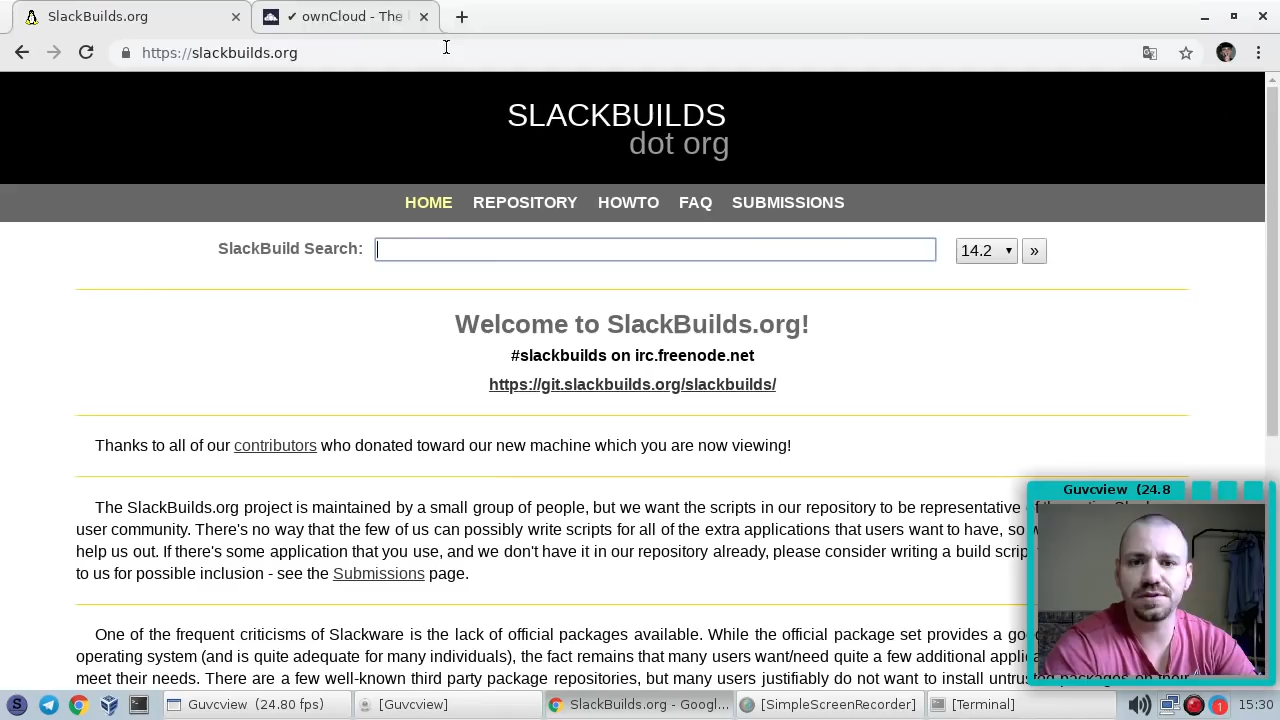 SlackBuilds.org
✔ ownCloud - The
https://slackbuilds.org
SLACKBUILDS
dot org
HOME REPOSITORY HOWTO FAQ SUBMISSIONS
SlackBuild Search: 14.2 »
Welcome to SlackBuilds.org!
#slackbuilds on irc.freenode.net
https://git.slackbuilds.org/slackbuilds/
Thanks to all of our contributors who donated toward our new machine which you are now viewing!
The SlackBuilds.org project is maintained by a small group of people, but we want the scripts in our repository to be representative
user community. There's no way that the few of us can possibly write scripts for all of the extra applications that users want to have, so
help us out. If there's some application that you use, and we don't have it in our repository already, please consider writing a build
to us for possible inclusion - see the Submissions page.
One of the frequent criticisms of Slackware is the lack of official packages available. While the official package set provides a
operating system (and is quite adequate for many individuals), the fact remains that many users want/need quite a few additional
meet their needs. There are a few well-known third party package repositories, but many users justifiably do not want to install
Guvcview (24.8
Guvcview (24.80 fps)
[Guvcview]
SlackBuilds.org - Googl...
[SimpleScreenRecorder]
[Terminal]
1
15:30